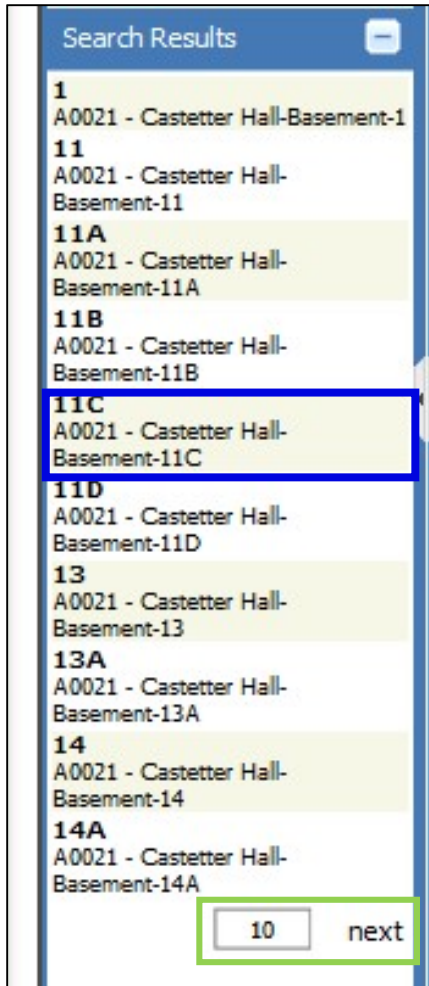 Search Results
1
A0021 - Castetter Hall-Basement-1
11
A0021 - Castetter Hall-
Basement-11
11A
A0021 - Castetter Hall-
Basement-11A
11B
A0021 - Castetter Hall-
Basement-11B
11C
A0021 - Castetter Hall-
Basement-11C
11D
A0021 - Castetter Hall-
Basement-11D
13
A0021 - Castetter Hall-
Basement-13
13A
A0021 - Castetter Hall-
Basement-13A
14
A0021 - Castetter Hall-
Basement-14
14A
A0021 - Castetter Hall-
Basement-14A
10 next